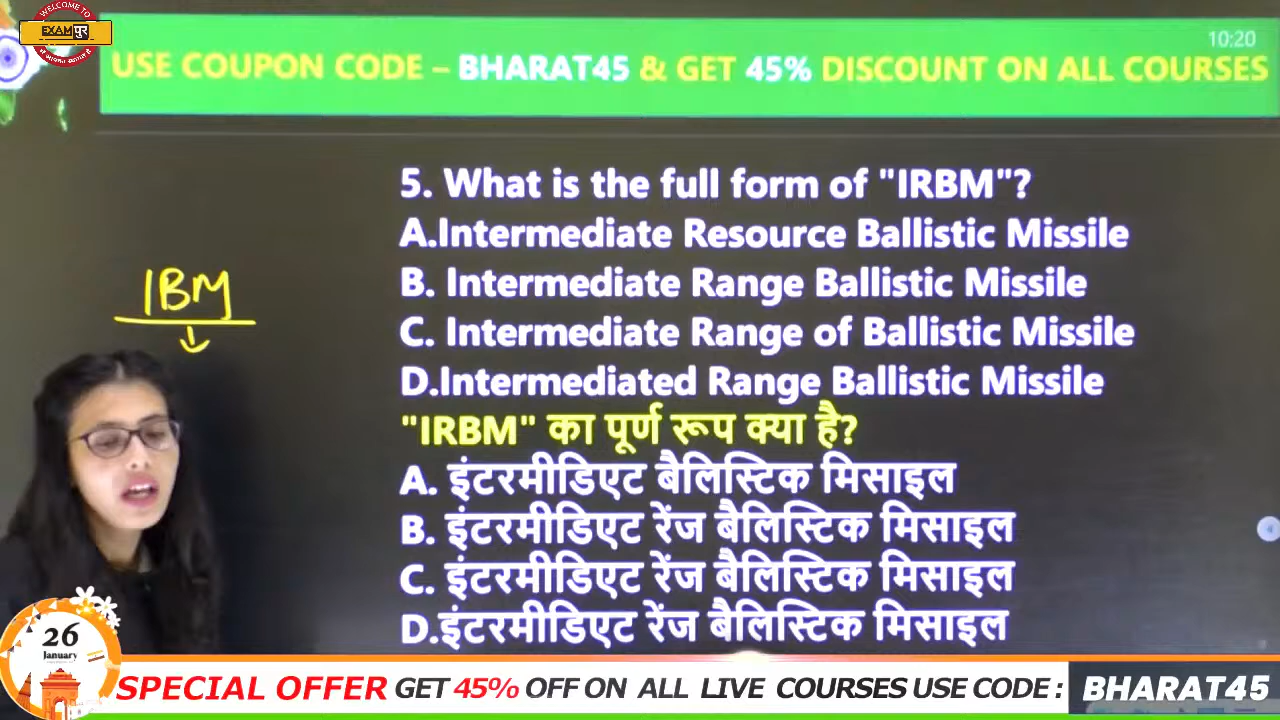 WELCOME TO
EXAMपुर
10:20
USE COUPON CODE – BHARAT45 & GET 45% DISCOUNT ON ALL COURSES
5. What is the full form of "IRBM"?
A.Intermediate Resource Ballistic Missile
B. Intermediate Range Ballistic Missile
C. Intermediate Range of Ballistic Missile
D.Intermediated Range Ballistic Missile
IBM
"IRBM" का पूर्ण रूप क्या है?
A. इंटरमीडिएट बैलिस्टिक मिसाइल
B. इंटरमीडिएट रेंज बैलिस्टिक मिसाइल
C. इंटरमीडिएट रेंज बैलिस्टिक मिसाइल
D.इंटरमीडिएट रेंज बैलिस्टिक मिसाइल
26
January
SPECIAL OFFER GET 45% OFF ON ALL LIVE COURSES USE CODE : BHARAT45